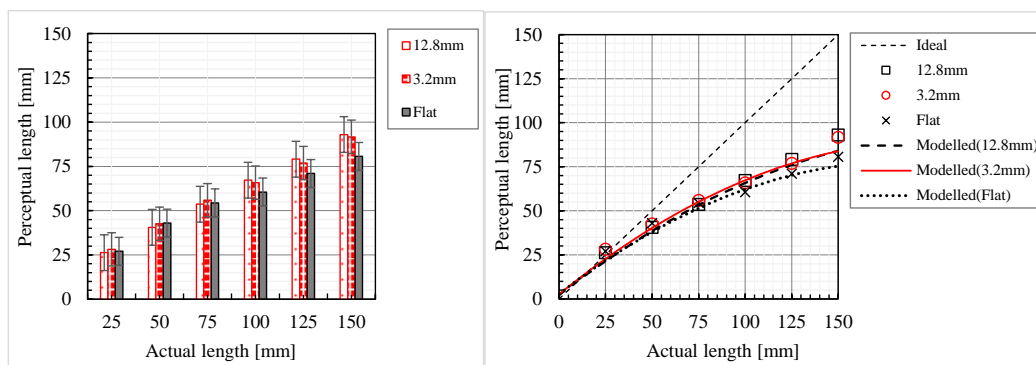 150
125
100
75
50
25
0
Perceptual length [mm]
25 50 75 100 125 150
Actual length [mm]
12.8mm
3.2mm
Flat
150
125
100
75
50
25
0
Perceptual length [mm]
0 25 50 75 100 125 150
Actual length [mm]
Ideal
12.8mm
3.2mm
Flat
Modelled(12.8mm)
Modelled(3.2mm)
Modelled(Flat)